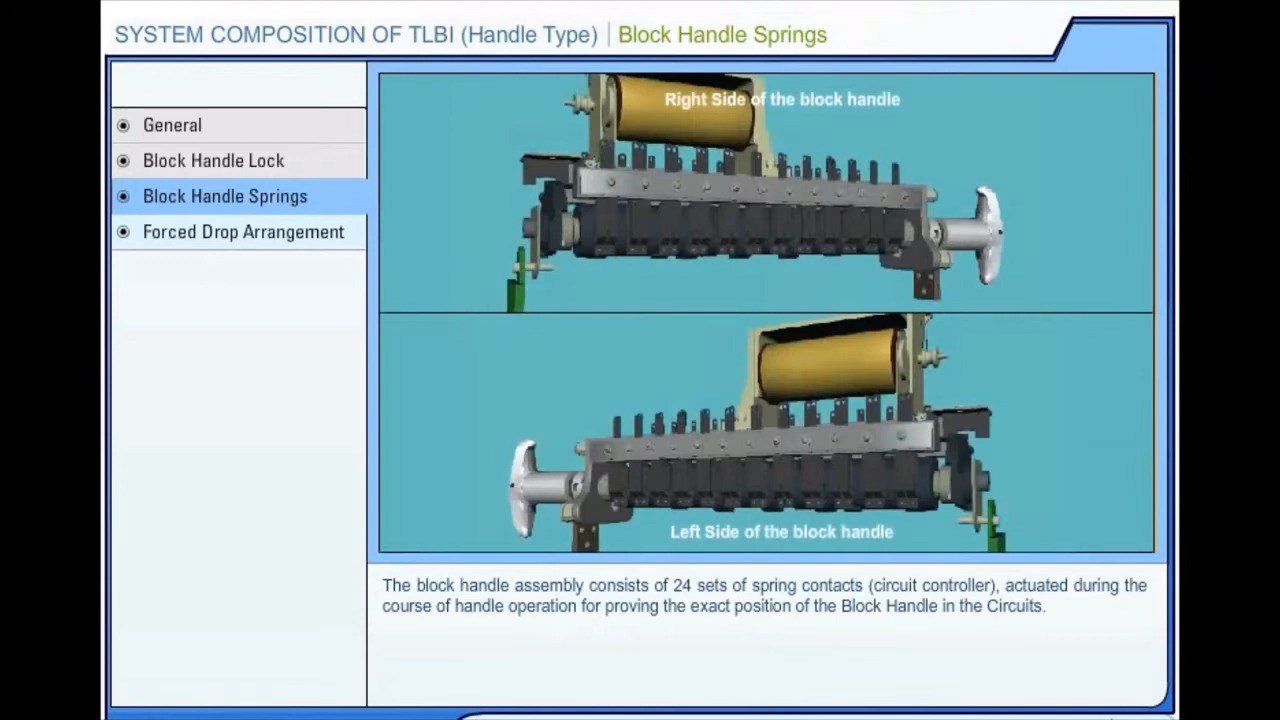 SYSTEM COMPOSITION OF TLBI (Handle Type) | Block Handle Springs
General
Block Handle Lock
Block Handle Springs
Forced Drop Arrangement
Right Side of the block handle
Left Side of the block handle
The block handle assembly consists of 24 sets of spring contacts (circuit controller), actuated during the
course of handle operation for proving the exact position of the Block Handle in the Circuits.